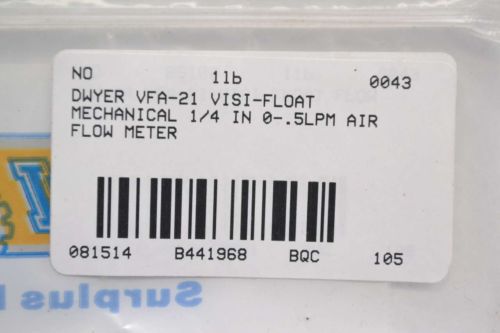 NO 1lb 0043
DWYER VFA-21 VISI-FLOAT
MECHANICAL 1/4 IN 0-.5LPM AIR
FLOW METER
081514 B441968 BQC 105
Surplus